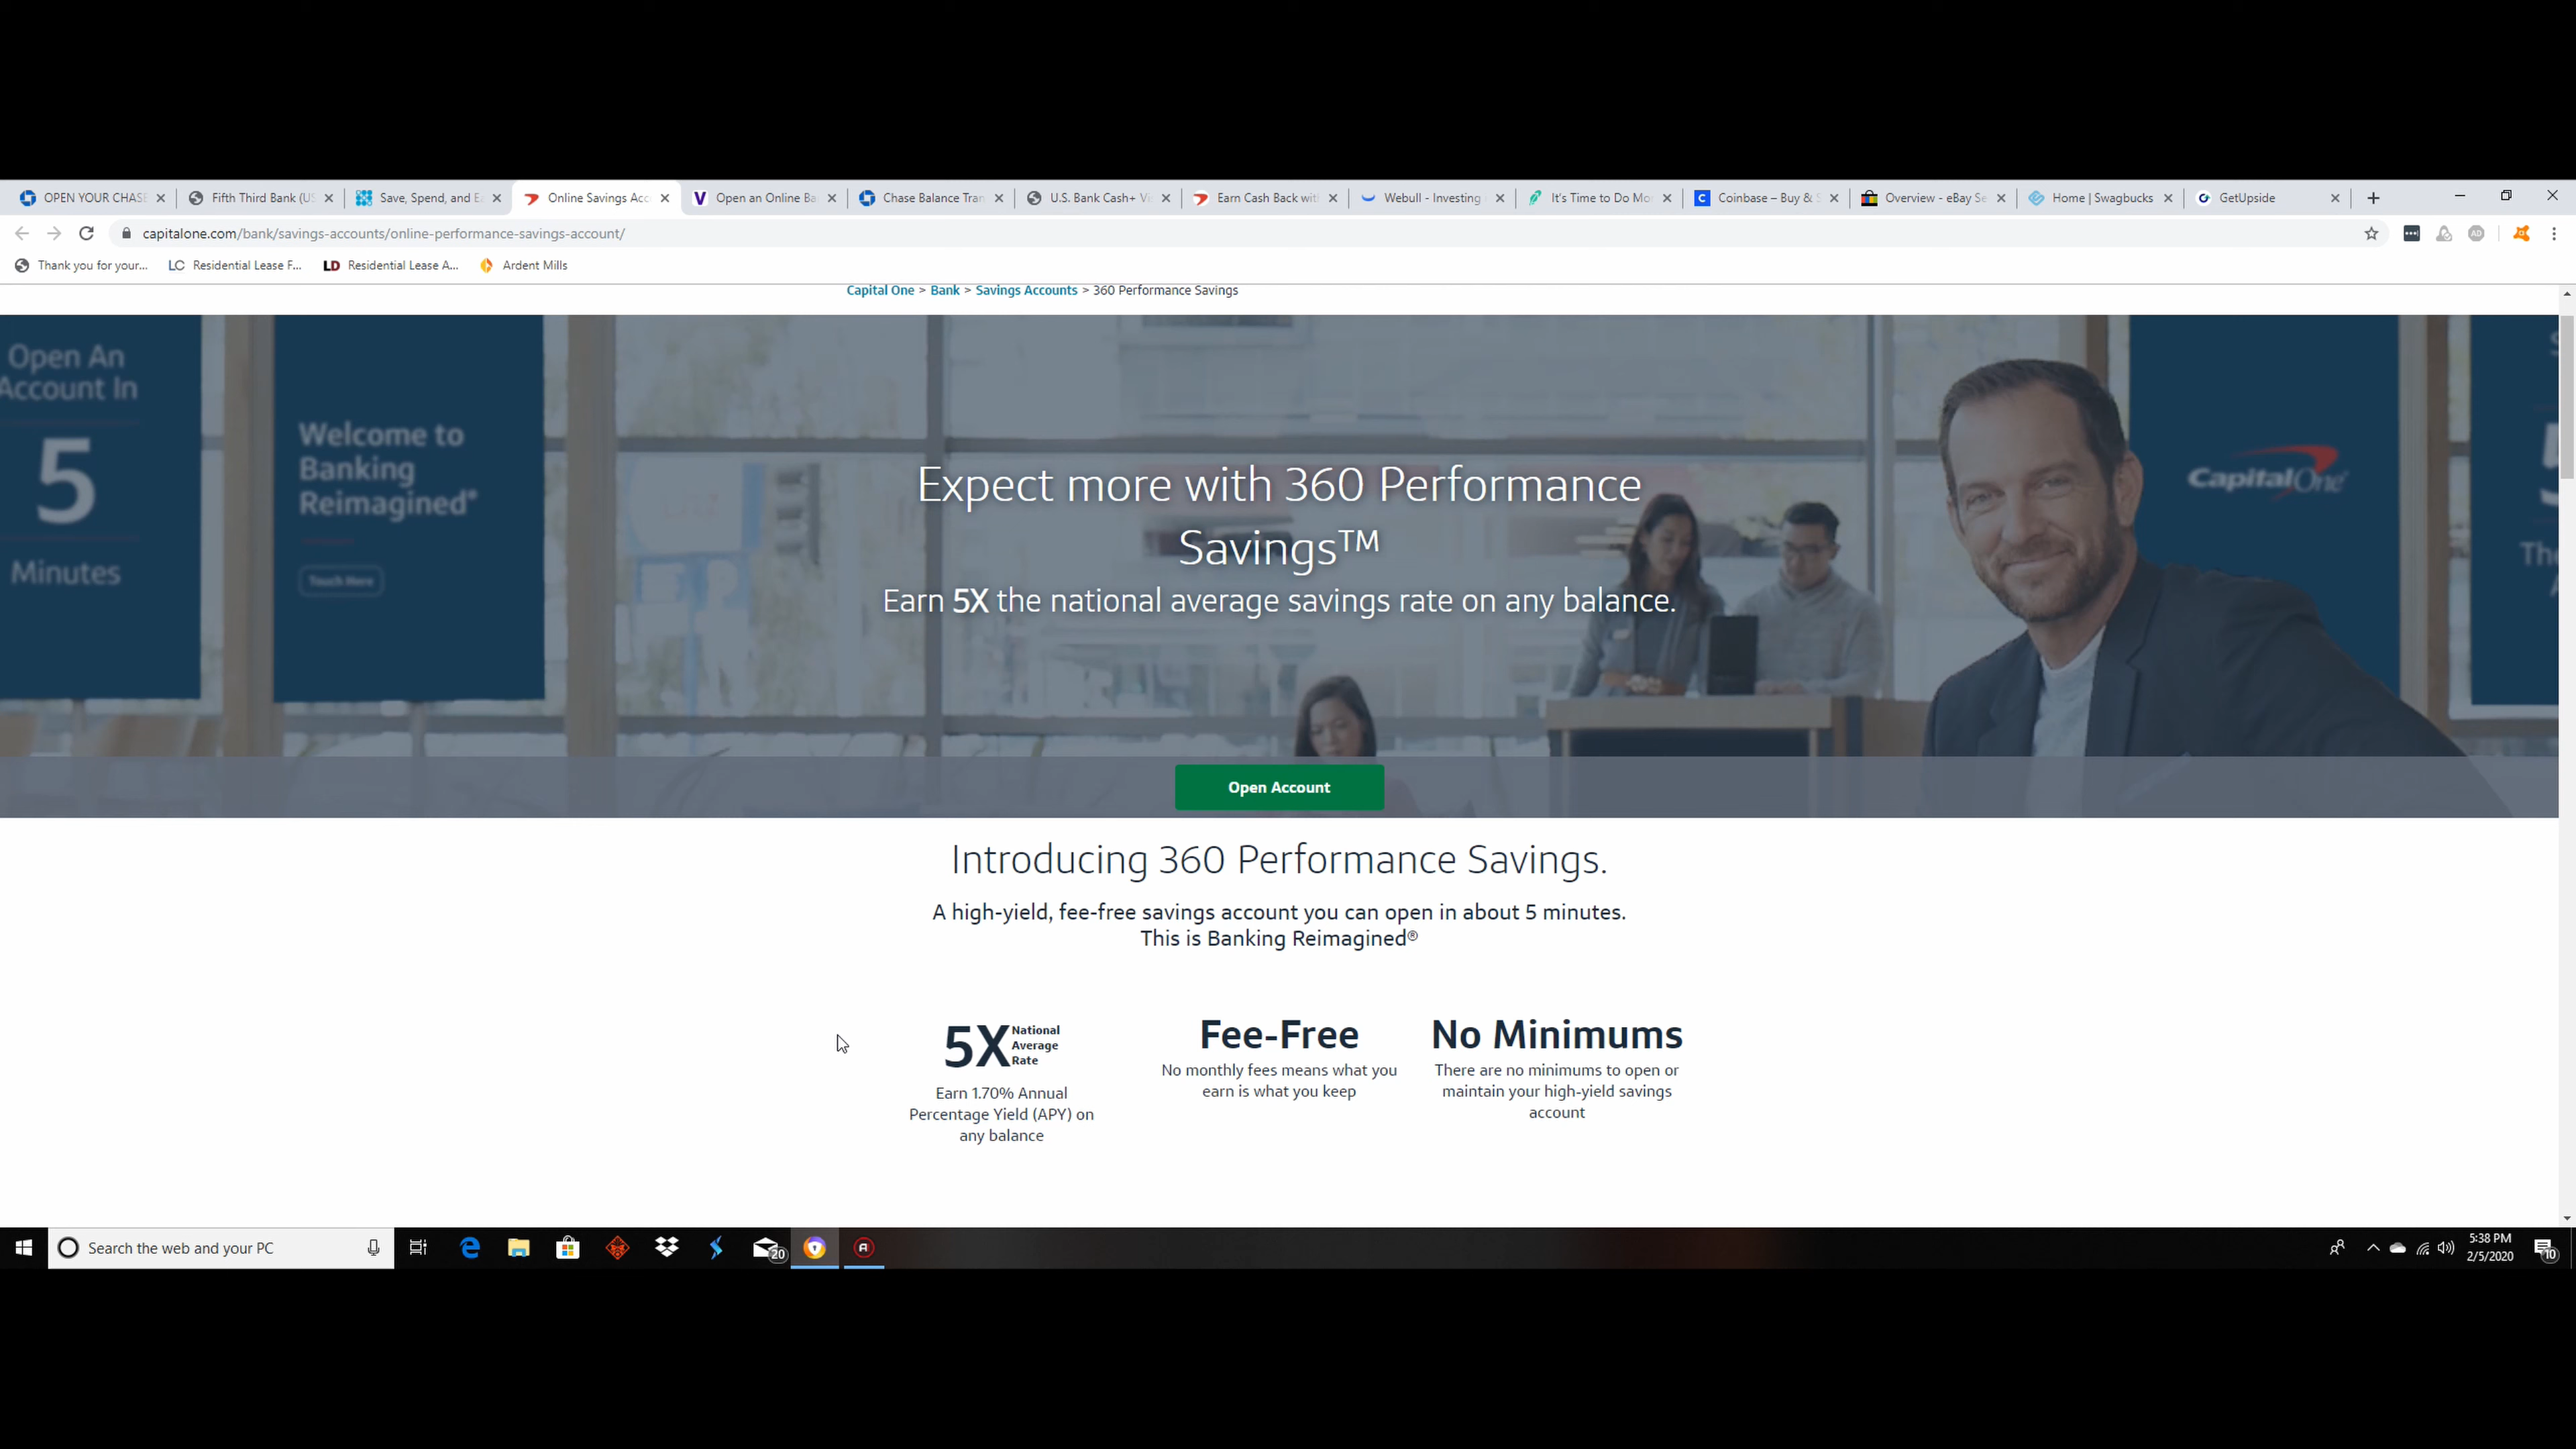 OPEN YOUR CHASE
Fifth Third Bank (US
Save, Spend, and E
Online Savings Acc
Open an Online Ba
Chase Balance Tran
U.S. Bank Cash+ Vi
Earn Cash Back with
Webull - Investing
It's Time to Do Mo
Coinbase – Buy & S
Overview - eBay Se
Home | Swagbucks
GetUpside
capitalone.com/bank/savings-accounts/online-performance-savings-account/
Thank you for your...
LC Residential Lease F...
LD Residential Lease A...
Ardent Mills
Capital One > Bank > Savings Accounts > 360 Performance Savings
Open An
Account In
5
Minutes
Welcome to
Banking
Reimagined®
Touch Here
Capital One
Expect more with 360 Performance
Savings™
Earn 5X the national average savings rate on any balance.
Open Account
Introducing 360 Performance Savings.
A high-yield, fee-free savings account you can open in about 5 minutes.
This is Banking Reimagined®
5X National
Average
Rate
Earn 1.70% Annual
Percentage Yield (APY) on
any balance
Fee-Free
No monthly fees means what you
earn is what you keep
No Minimums
There are no minimums to open or
maintain your high-yield savings
account
Search the web and your PC
20
5:38 PM
2/5/2020
10